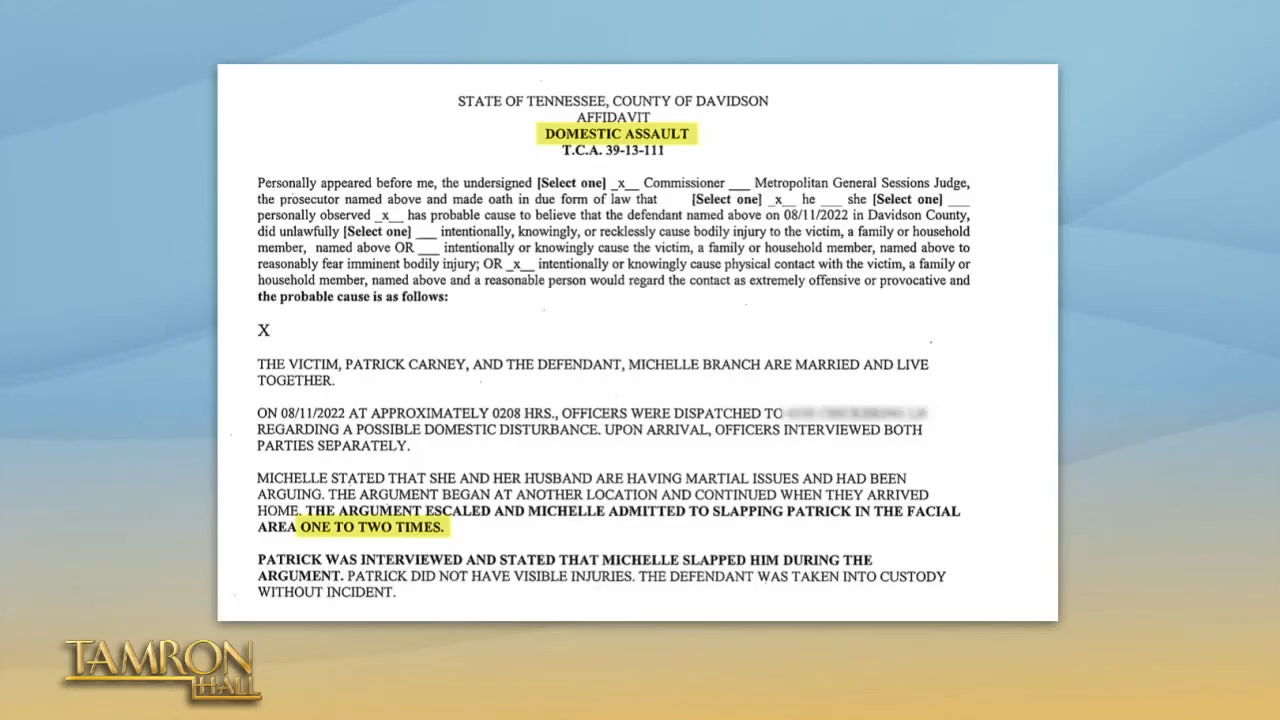 STATE OF TENNESSEE, COUNTY OF DAVIDSON
AFFIDAVIT
DOMESTIC ASSAULT
T.C.A. 39-13-111
Personally appeared before me, the undersigned [Select one] _x__ Commissioner ___ Metropolitan General Sessions Judge,
the prosecutor named above and made oath in due form of law that [Select one] _x_ he ___ she [Select one] ___
personally observed _x__ has probable cause to believe that the defendant named above on 08/11/2022 in Davidson County,
did unlawfully [Select one] ___ intentionally, knowingly, or recklessly cause bodily injury to the victim, a family or household
member, named above OR ___ intentionally or knowingly cause the victim, a family or household member, named above to
reasonably fear imminent bodily injury; OR _x__ intentionally or knowingly cause physical contact with the victim, a family or
household member, named above and a reasonable person would regard the contact as extremely offensive or provocative and
the probable cause is as follows:
X
THE VICTIM, PATRICK CARNEY, AND THE DEFENDANT, MICHELLE BRANCH ARE MARRIED AND LIVE
TOGETHER.
ON 08/11/2022 AT APPROXIMATELY 0208 HRS., OFFICERS WERE DISPATCHED TO
REGARDING A POSSIBLE DOMESTIC DISTURBANCE. UPON ARRIVAL, OFFICERS INTERVIEWED BOTH
PARTIES SEPARATELY.
MICHELLE STATED THAT SHE AND HER HUSBAND ARE HAVING MARTIAL ISSUES AND HAD BEEN
ARGUING. THE ARGUMENT BEGAN AT ANOTHER LOCATION AND CONTINUED WHEN THEY ARRIVED
HOME. THE ARGUMENT ESCALED AND MICHELLE ADMITTED TO SLAPPING PATRICK IN THE FACIAL
AREA ONE TO TWO TIMES.
PATRICK WAS INTERVIEWED AND STATED THAT MICHELLE SLAPPED HIM DURING THE
ARGUMENT. PATRICK DID NOT HAVE VISIBLE INJURIES. THE DEFENDANT WAS TAKEN INTO CUSTODY
WITHOUT INCIDENT.
TAMRON
HALL